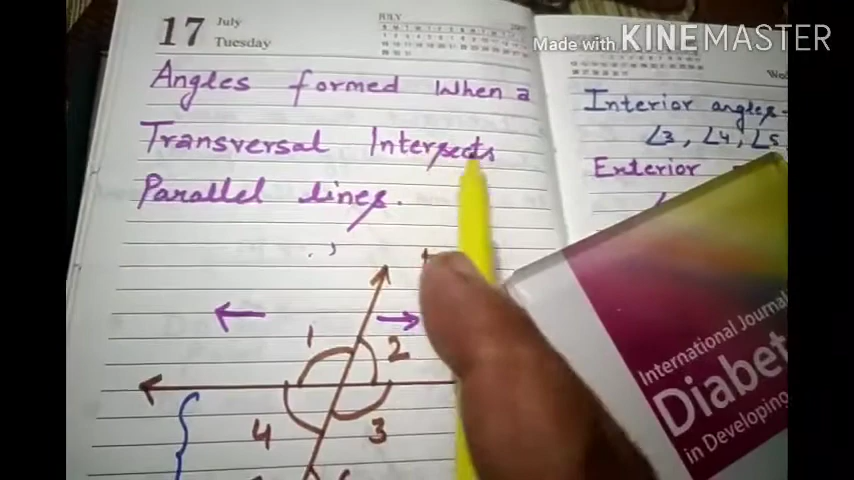 Made with KINEMASTER
17 July
Tuesday
JULY
Angles formed When a
Transversal Intersects
Parallel lines.
1
2
4
3
Interior angles
∠3, ∠4, ∠5
Exterior
International Journal
Diabet
in Developing